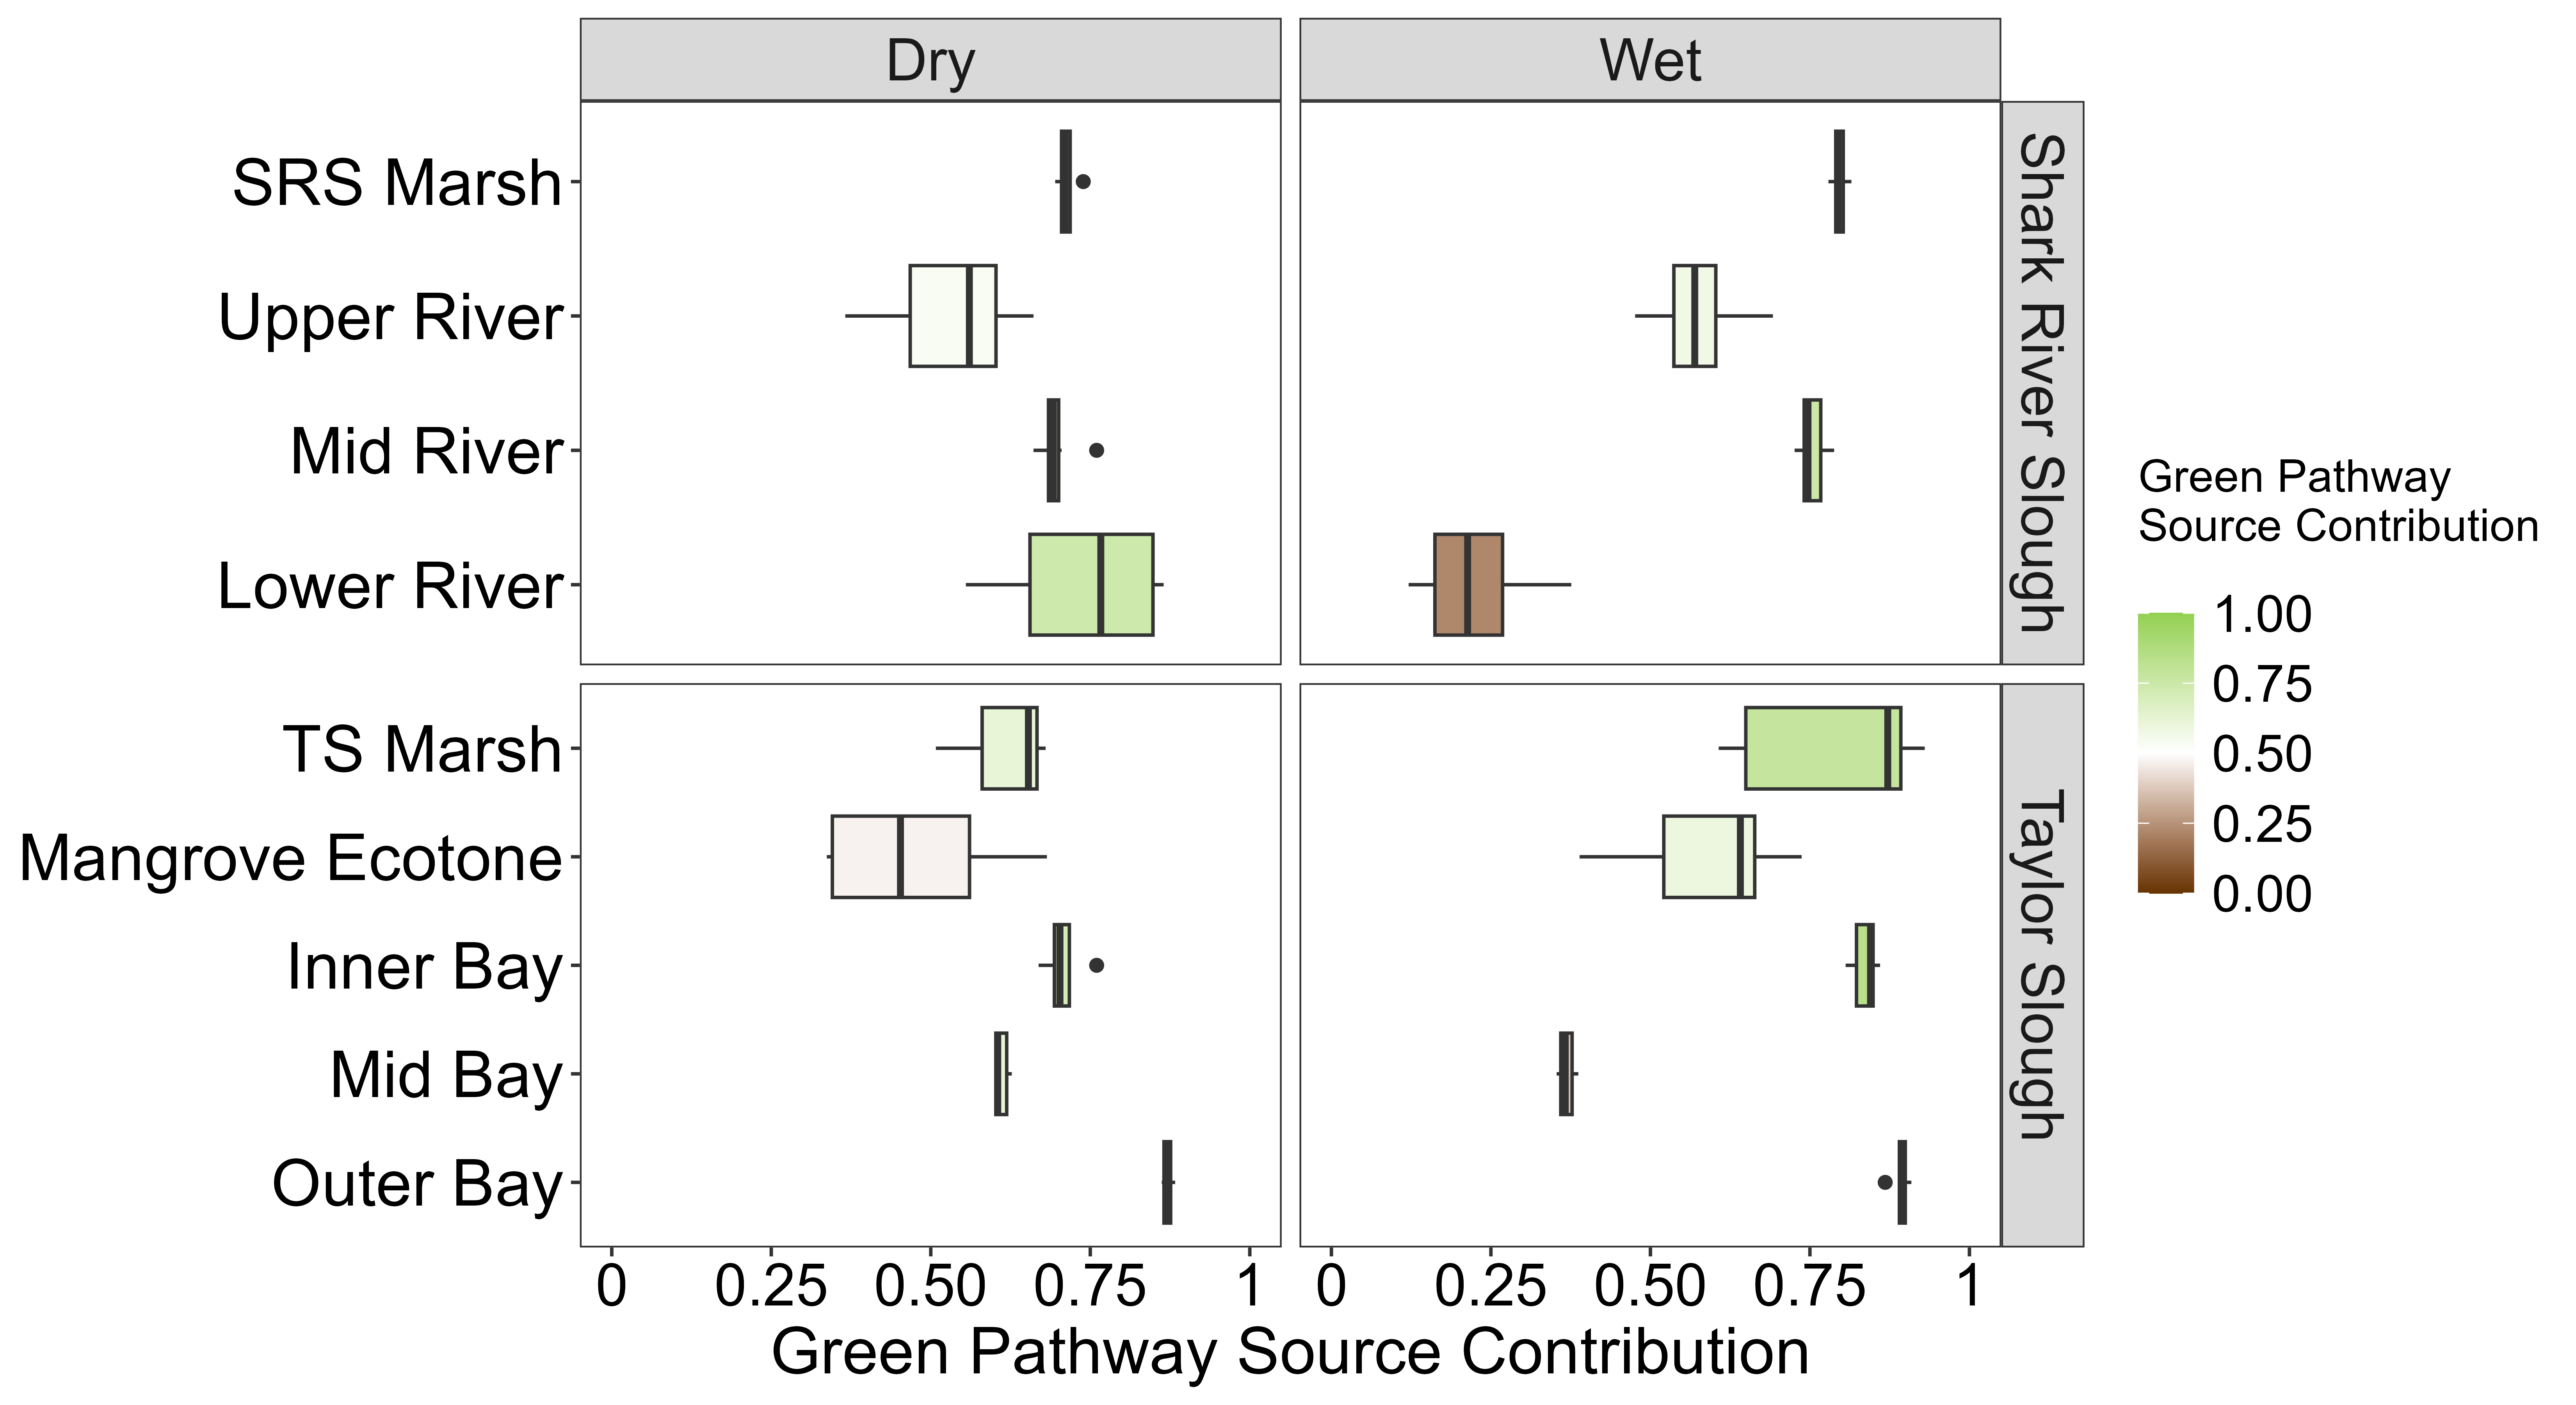 Dry
Wet
SRS Marsh
Upper River
Mid River
Lower River
Shark River Slough
TS Marsh
Mangrove Ecotone
Inner Bay
Mid Bay
Outer Bay
Taylor Slough
0 0.25 0.50 0.75 1
0 0.25 0.50 0.75 1
Green Pathway Source Contribution
Green Pathway
Source Contribution
1.00
0.75
0.50
0.25
0.00